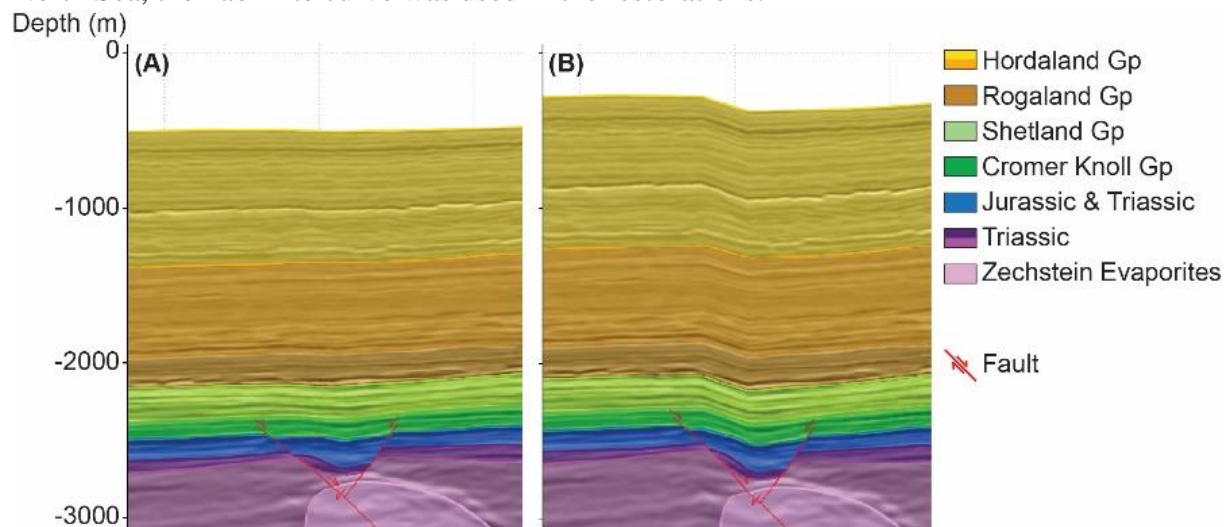 Depth (m)
0
-1000
-2000
-3000
(A)
(B)
Hordaland Gp
Rogaland Gp
Shetland Gp
Cromer Knoll Gp
Jurassic & Triassic
Triassic
Zechstein Evaporites
Fault